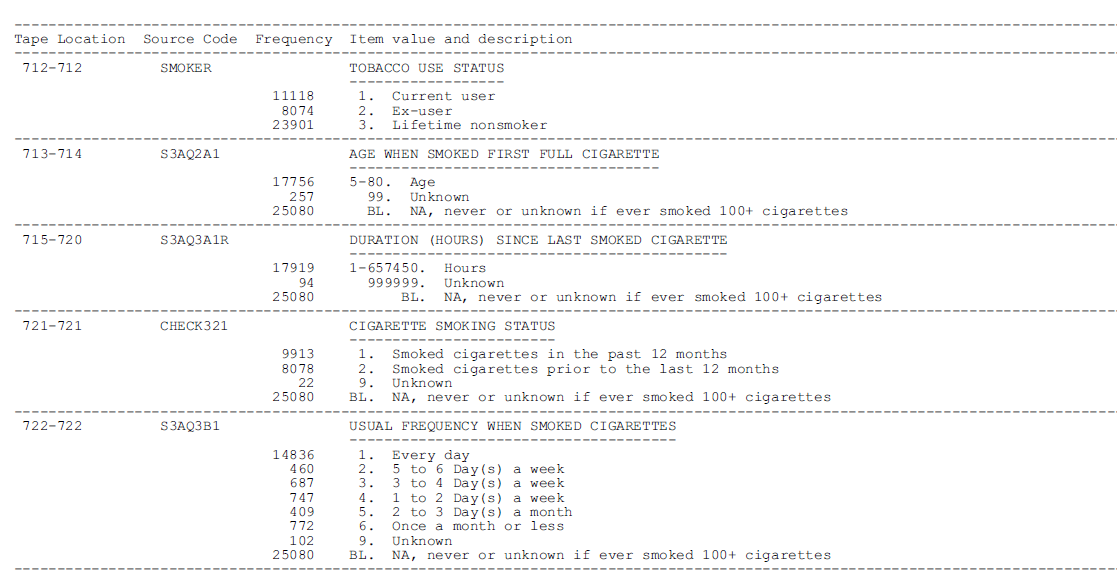 Tape Location Source Code Frequency Item value and description
712-712 SMOKER TOBACCO USE STATUS
11118 1. Current user
8074 2. Ex-user
23901 3. Lifetime nonsmoker
713-714 S3AQ2A1 AGE WHEN SMOKED FIRST FULL CIGARETTE
17756 5-80. Age
257 99. Unknown
25080 BL. NA, never or unknown if ever smoked 100+ cigarettes
715-720 S3AQ3A1R DURATION (HOURS) SINCE LAST SMOKED CIGARETTE
17919 1-657450. Hours
94 999999. Unknown
25080 BL. NA, never or unknown if ever smoked 100+ cigarettes
721-721 CHECK321 CIGARETTE SMOKING STATUS
9913 1. Smoked cigarettes in the past 12 months
8078 2. Smoked cigarettes prior to the last 12 months
22 9. Unknown
25080 BL. NA, never or unknown if ever smoked 100+ cigarettes
722-722 S3AQ3B1 USUAL FREQUENCY WHEN SMOKED CIGARETTES
14836 1. Every day
460 2. 5 to 6 Day(s) a week
687 3. 3 to 4 Day(s) a week
747 4. 1 to 2 Day(s) a week
409 5. 2 to 3 Day(s) a month
772 6. Once a month or less
102 9. Unknown
25080 BL. NA, never or unknown if ever smoked 100+ cigarettes